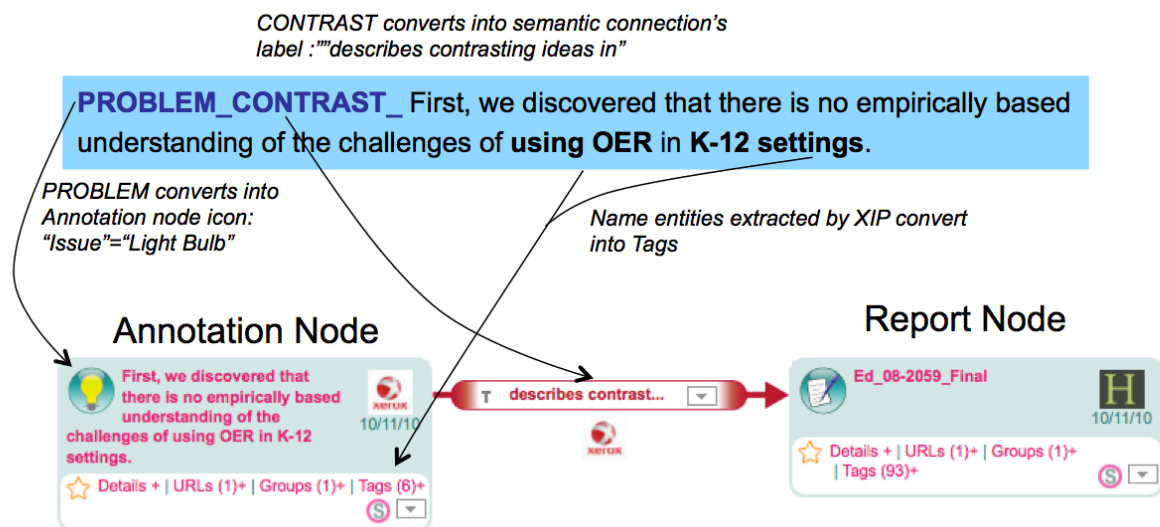 CONTRAST converts into semantic connection's
label :""describes contrasting ideas in"
PROBLEM_CONTRAST_ First, we discovered that there is no empirically based
understanding of the challenges of using OER in K-12 settings.
PROBLEM converts into
Annotation node icon:
"Issue"="Light Bulb"
Name entities extracted by XIP convert
into Tags
Annotation Node
Report Node
First, we discovered that
there is no empirically based
understanding of the
challenges of using OER in K-12
settings.
xerox
10/11/10
Details + | URLs (1)+ | Groups (1)+ | Tags (6)+
S
T describes contrast...
xerox
Ed_08-2059_Final
H
10/11/10
Details + | URLs (1)+ | Groups (1)+
| Tags (93)+
S